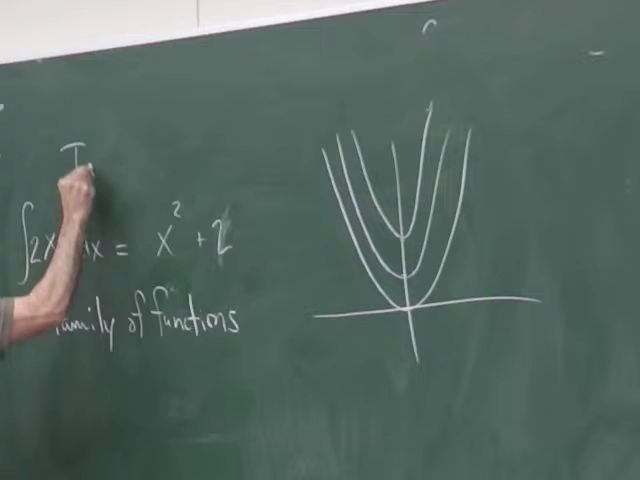 I
∫2x dx = x² + 2
family of functions